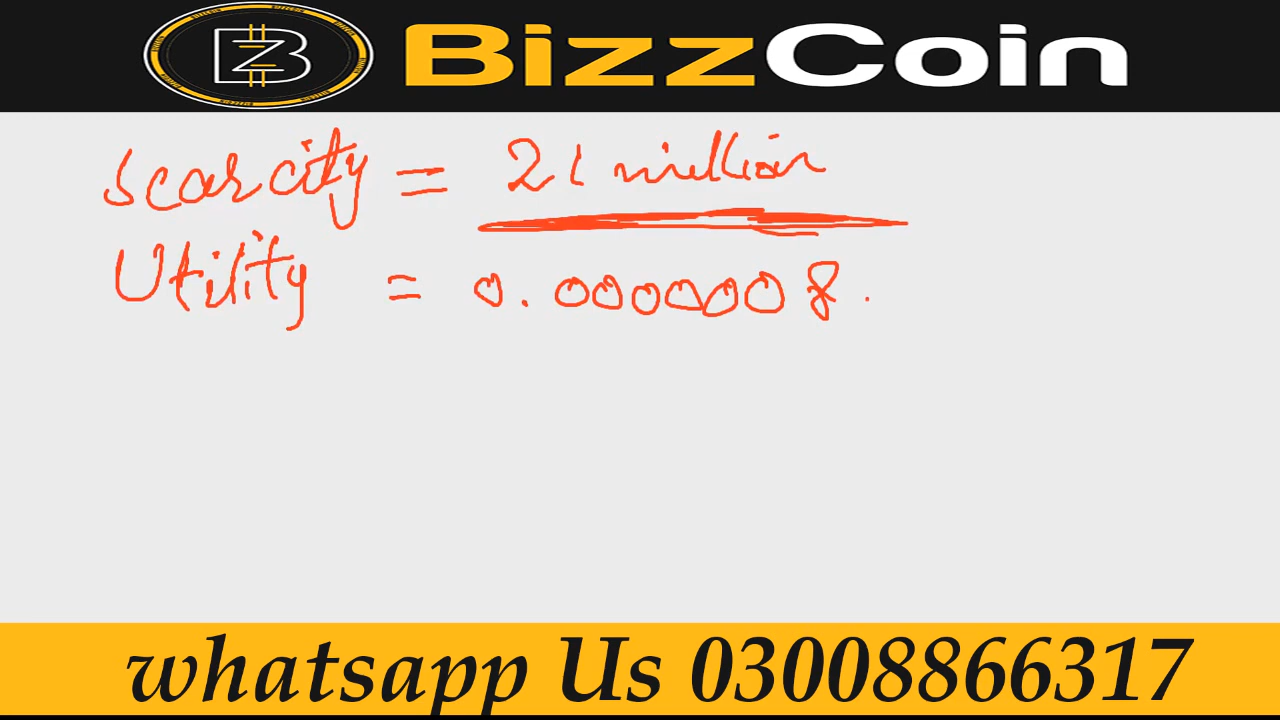 BizzCoin
Scarcity = 21 million
Utility = 0.0000008.
whatsapp Us 03008866317